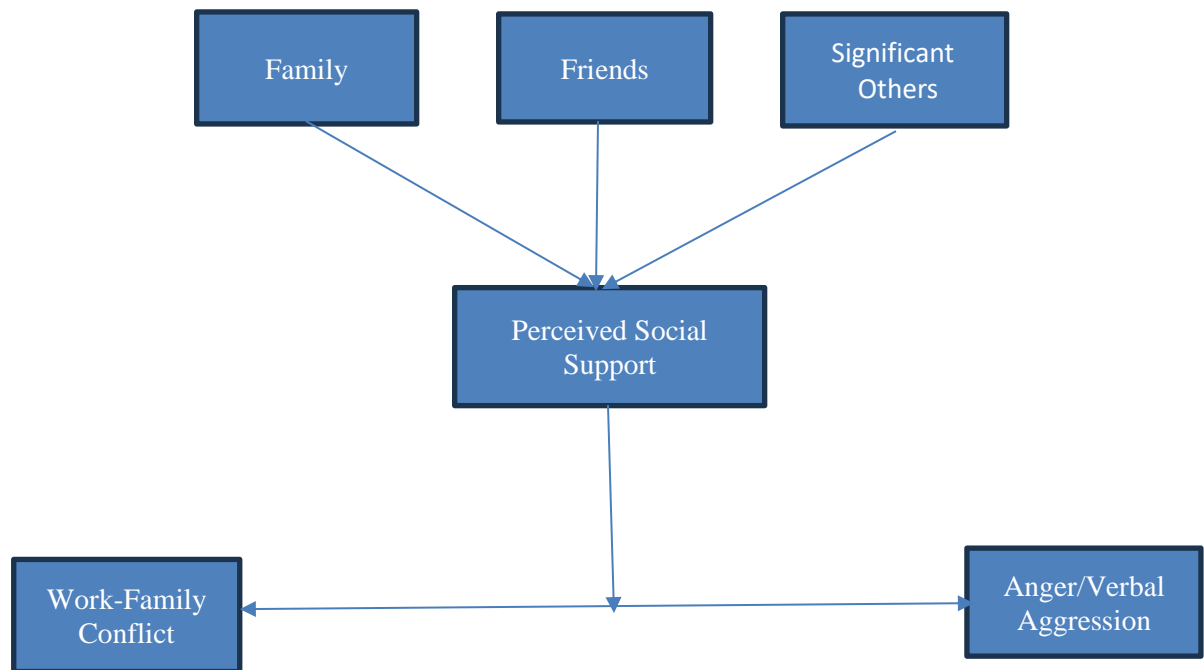 Family
Friends
Significant
Others
Perceived Social
Support
Work-Family
Conflict
Anger/Verbal
Aggression